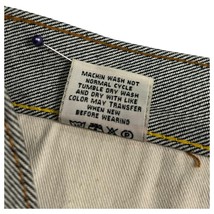 MACHIN WASH NOT
NORMAL CYCLE
TUMBLE DRY WASH
AND DRY WITH LIKE
COLOR MAY TRANSFER
WHEN NEW
BEFORE WEARING